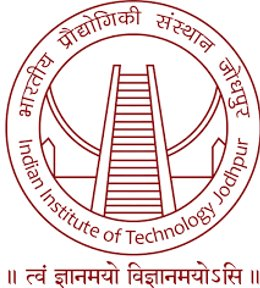 भारतीय प्रौद्योगिकी संस्थान जोधपुर
Indian Institute of Technology Jodhpur
॥ त्वं ज्ञानमयो विज्ञानमयोऽसि ॥